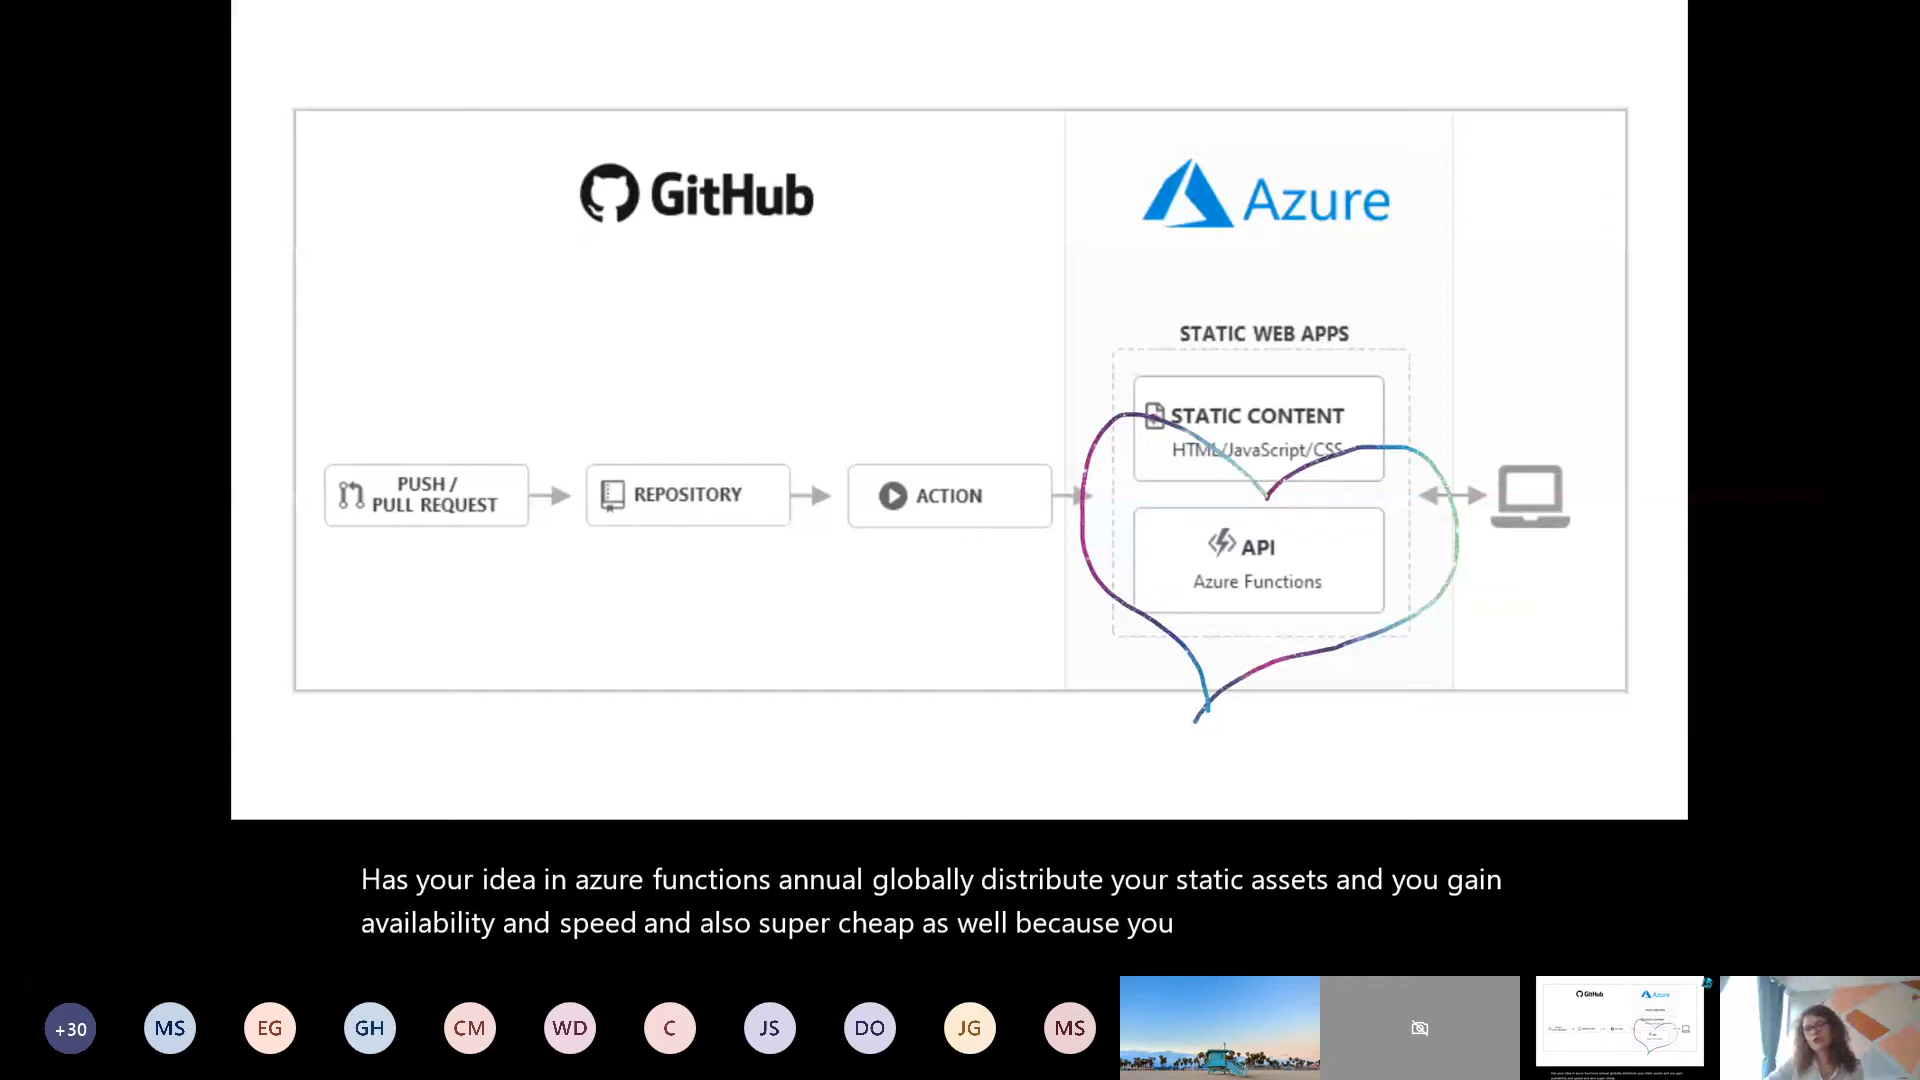 GitHub
Azure
STATIC WEB APPS
STATIC CONTENT
HTML/JavaScript/CSS
PUSH /
PULL REQUEST
REPOSITORY
ACTION
API
Azure Functions
Has your idea in azure functions annual globally distribute your static assets and you gain
availability and speed and also super cheap as well because you
+30
MS
EG
GH
CM
WD
C
JS
DO
JG
MS
GitHub
Azure